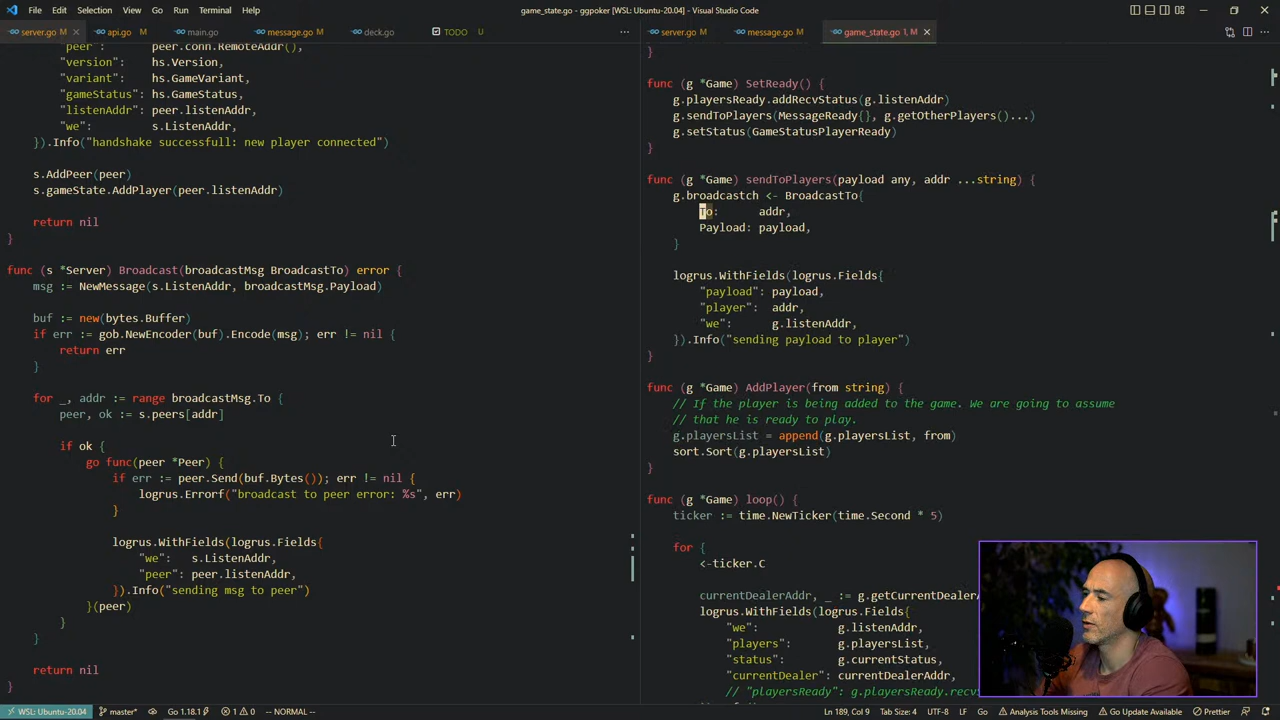 File Edit Selection View Go Run Terminal Help
game_state.go - ggpoker [WSL: Ubuntu-20.04] - Visual Studio Code
server.go M api.go M main.go message.go M deck.go TODO U
server.go M message.go M game_state.go 1, M
peer": peer.conn.RemoteAddr(),
"version": hs.Version,
"variant": hs.GameVariant,
"gameStatus": hs.GameStatus,
"listenAddr": peer.listenAddr,
"we": s.ListenAddr,
}).Info("handshake successfull: new player connected")
s.AddPeer(peer)
s.gameState.AddPlayer(peer.listenAddr)
return nil
}
func (s *Server) Broadcast(broadcastMsg BroadcastTo) error {
msg := NewMessage(s.ListenAddr, broadcastMsg.Payload)
buf := new(bytes.Buffer)
if err := gob.NewEncoder(buf).Encode(msg); err != nil {
return err
}
for _, addr := range broadcastMsg.To {
peer, ok := s.peers[addr]
if ok {
go func(peer *Peer) {
if err := peer.Send(buf.Bytes()); err != nil {
logrus.Errorf("broadcast to peer error: %s", err)
}
logrus.WithFields(logrus.Fields{
"we": s.ListenAddr,
"peer": peer.listenAddr,
}).Info("sending msg to peer")
}(peer)
}
}
return nil
}
}
func (g *Game) SetReady() {
g.playersReady.addRecvStatus(g.listenAddr)
g.sendToPlayers(MessageReady{}, g.getOtherPlayers()...)
g.setStatus(GameStatusPlayerReady)
}
func (g *Game) sendToPlayers(payload any, addr ...string) {
g.broadcastch <- BroadcastTo{
To: addr,
Payload: payload,
}
logrus.WithFields(logrus.Fields{
"payload": payload,
"player": addr,
"we": g.listenAddr,
}).Info("sending payload to player")
}
func (g *Game) AddPlayer(from string) {
// If the player is being added to the game. We are going to assume
// that he is ready to play.
g.playersList = append(g.playersList, from)
sort.Sort(g.playersList)
}
func (g *Game) loop() {
ticker := time.NewTicker(time.Second * 5)
for {
<-ticker.C
currentDealerAddr, _ := g.getCurrentDealerA
logrus.WithFields(logrus.Fields{
"we": g.listenAddr,
"players": g.playersList,
"status": g.currentStatus,
"currentDealer": currentDealerAddr,
// "playersReady": g.playersReady.recvS
WSL: Ubuntu-20.04 master* Go 1.18.1 1 0 -- NORMAL --
Ln 189, Col 9 Tab Size: 4 UTF-8 LF Go Analysis Tools Missing Go Update Available Prettier